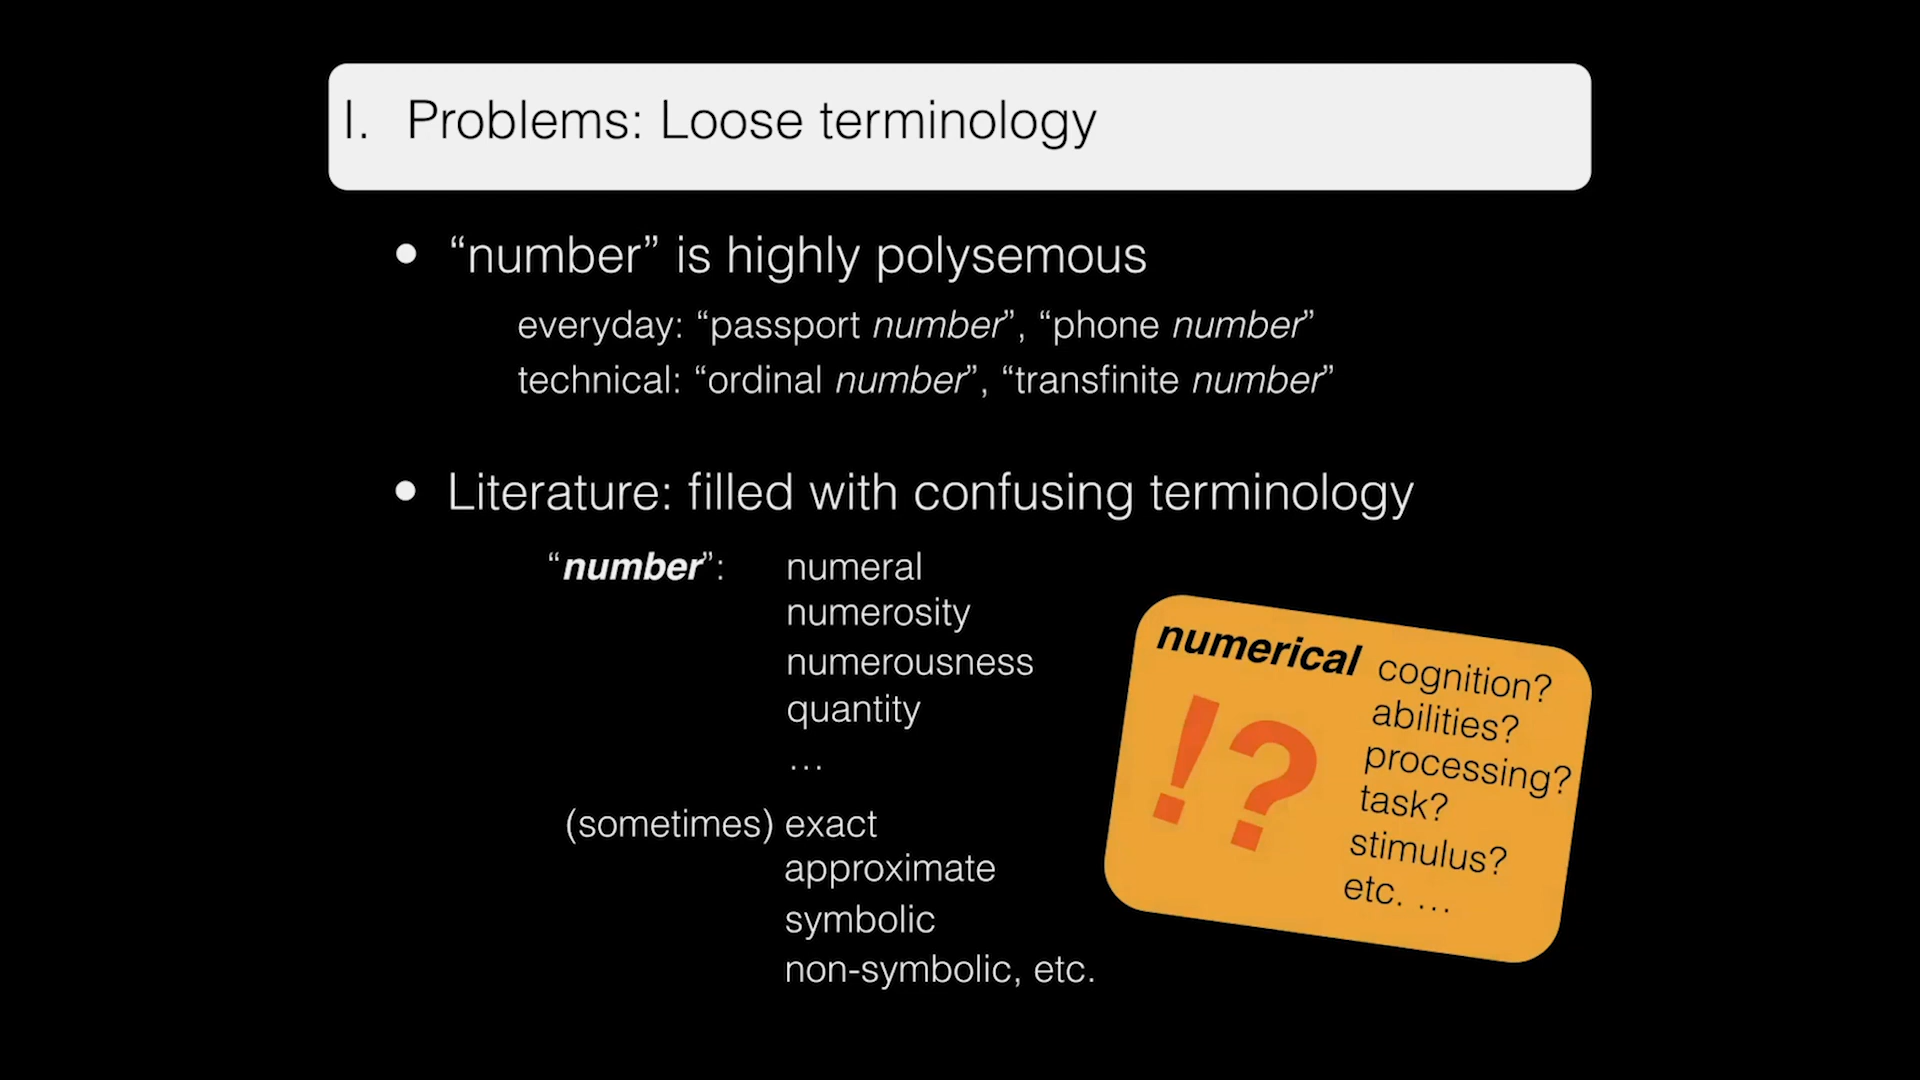 I. Problems: Loose terminology
• “number” is highly polysemous
everyday: “passport number”, “phone number”
technical: “ordinal number”, “transfinite number”
• Literature: filled with confusing terminology
“number”: numeral
numerosity
numerousness
quantity
…
(sometimes) exact
approximate
symbolic
non-symbolic, etc.
numerical cognition?
abilities?
processing?
task?
stimulus?
etc. …
!?